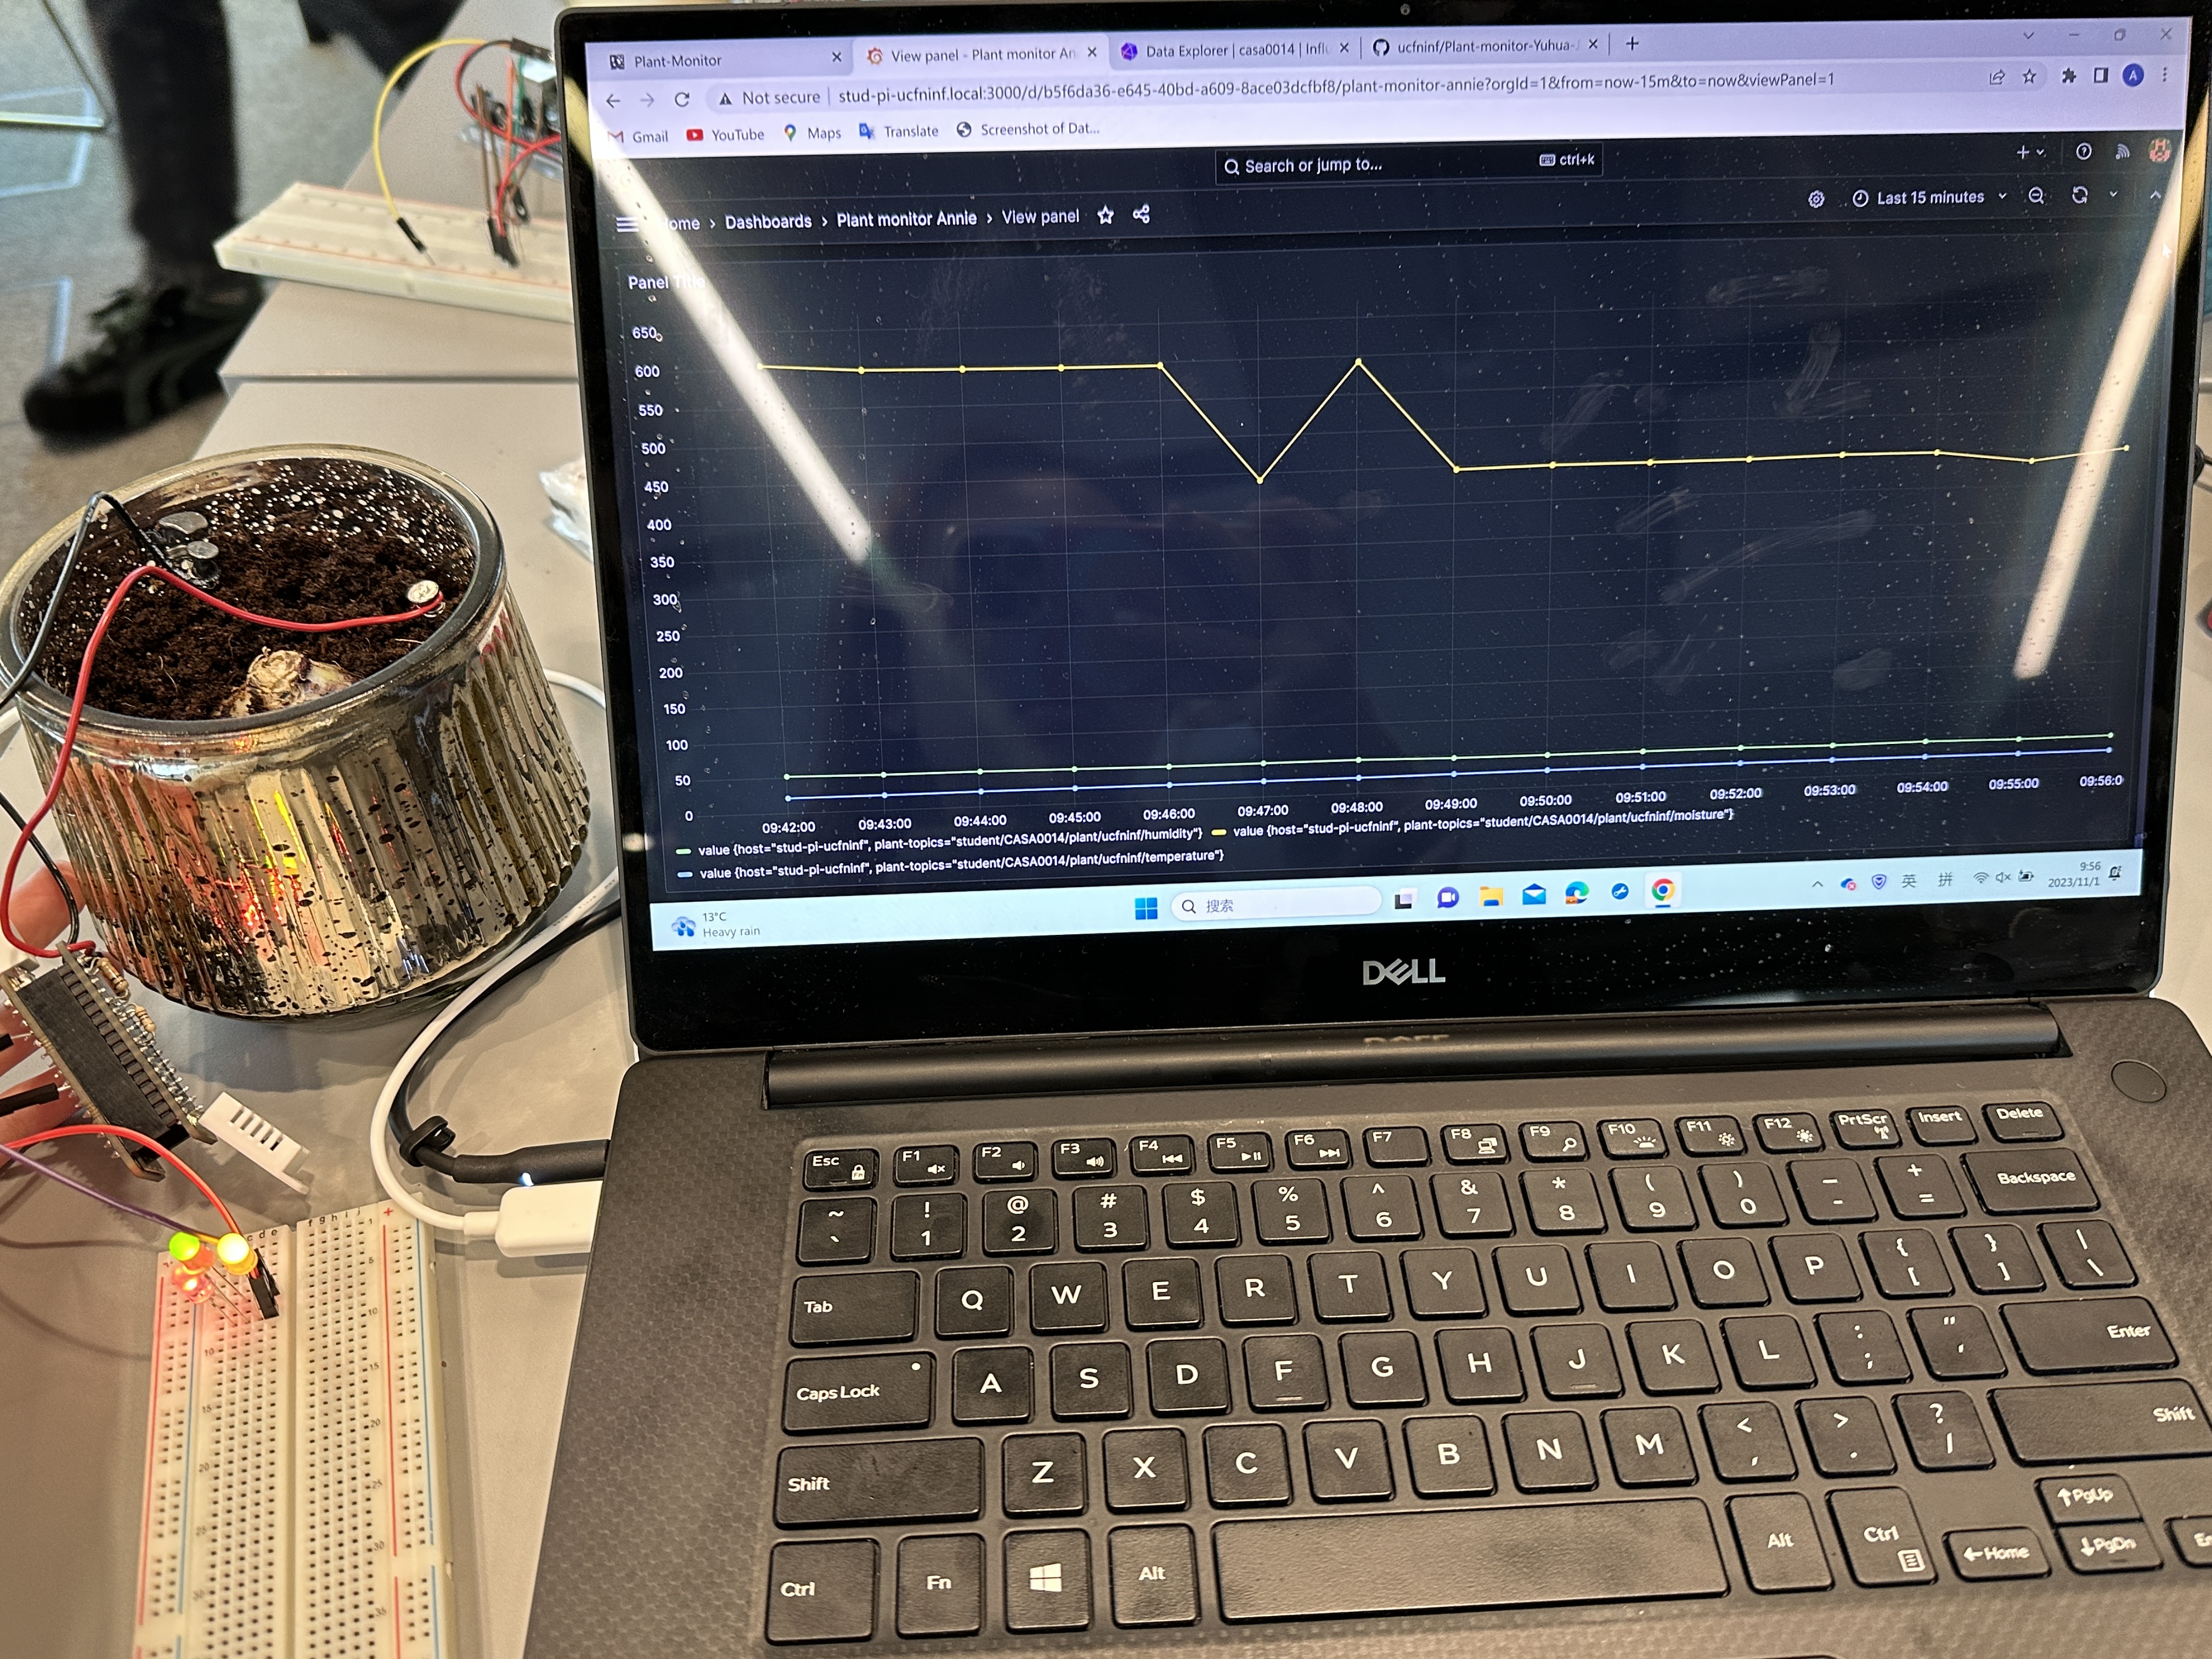 Plant-Monitor
View panel - Plant monitor An
Data Explorer | casa0014 | Infl
ucfninf/Plant-monitor-Yuhua-
Not secure
stud-pi-ucfninf.local:3000/d/b5f6da36-e645-40bd-a609-8ace03dcfbf8/plant-monitor-annie?orgId=1&from=now-15m&to=now&viewPanel=1
A
Gmail
YouTube
Maps
Translate
Screenshot of Dat...
Search or jump to...
ctrl+k
ome > Dashboards > Plant monitor Annie > View panel
Last 15 minutes
Panel Title
650
600
550
500
450
400
350
300
250
200
150
100
50
0
09:42:00
09:43:00
09:44:00
09:45:00
09:46:00
09:47:00
09:48:00
09:49:00
09:50:00
09:51:00
09:52:00
09:53:00
09:54:00
09:55:00
09:56:0
value {host="stud-pi-ucfninf", plant-topics="student/CASA0014/plant/ucfninf/humidity"}
value {host="stud-pi-ucfninf", plant-topics="student/CASA0014/plant/ucfninf/moisture"}
value {host="stud-pi-ucfninf", plant-topics="student/CASA0014/plant/ucfninf/temperature"}
13°C
Heavy rain
搜索
英
拼
9:56
2023/11/1
DELL
Esc F1 F2 F3 F4 F5 F6 F7 F8 F9 F10 F11 F12 PrtScr Insert Delete
~ ! @ # $ % ^ & * ( ) _ +
` 1 2 3 4 5 6 7 8 9 0 - = Backspace
Tab Q W E R T Y U I O P { [ } ] | \
Caps Lock A S D F G H J K L : ; " ' Enter
Shift Z X C V B N M < , > . ? / Shift
Ctrl Fn Alt Alt Ctrl Home PgUp PgDn